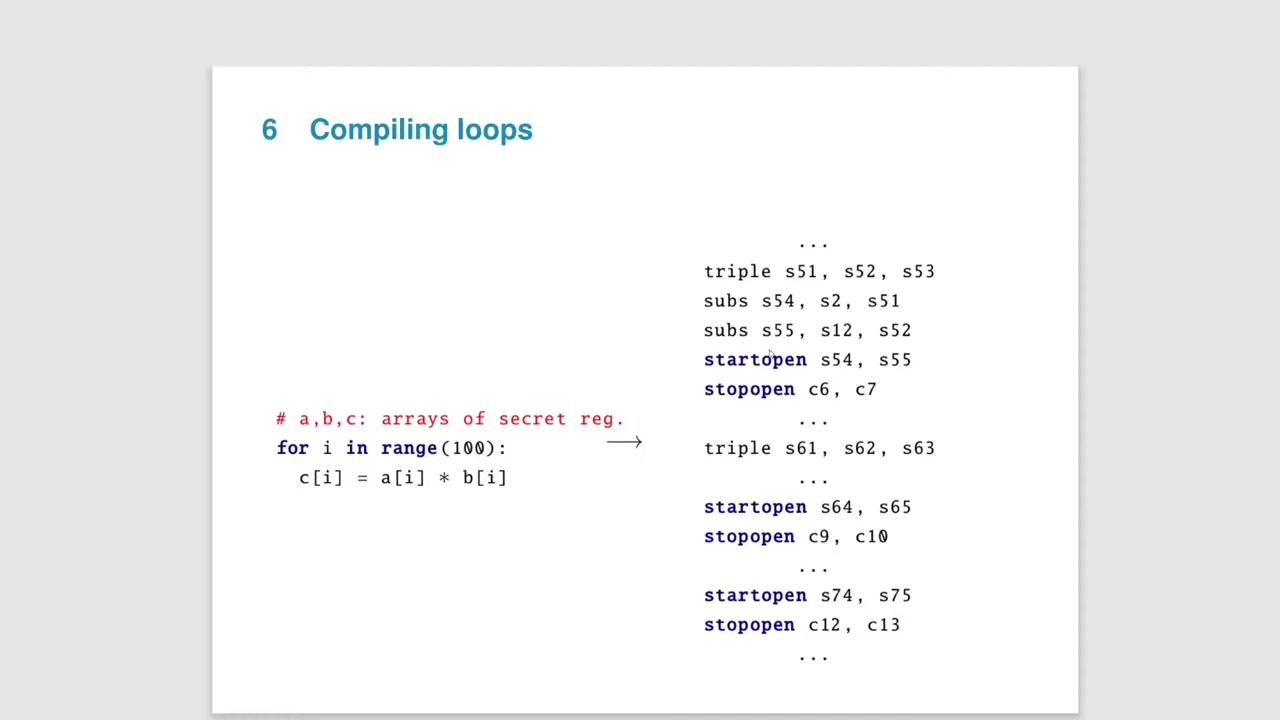 6 Compiling loops
# a,b,c: arrays of secret reg.
for i in range(100):
c[i] = a[i] * b[i]
→
...
triple s51, s52, s53
subs s54, s2, s51
subs s55, s12, s52
startopen s54, s55
stopopen c6, c7
...
triple s61, s62, s63
...
startopen s64, s65
stopopen c9, c10
...
startopen s74, s75
stopopen c12, c13
...